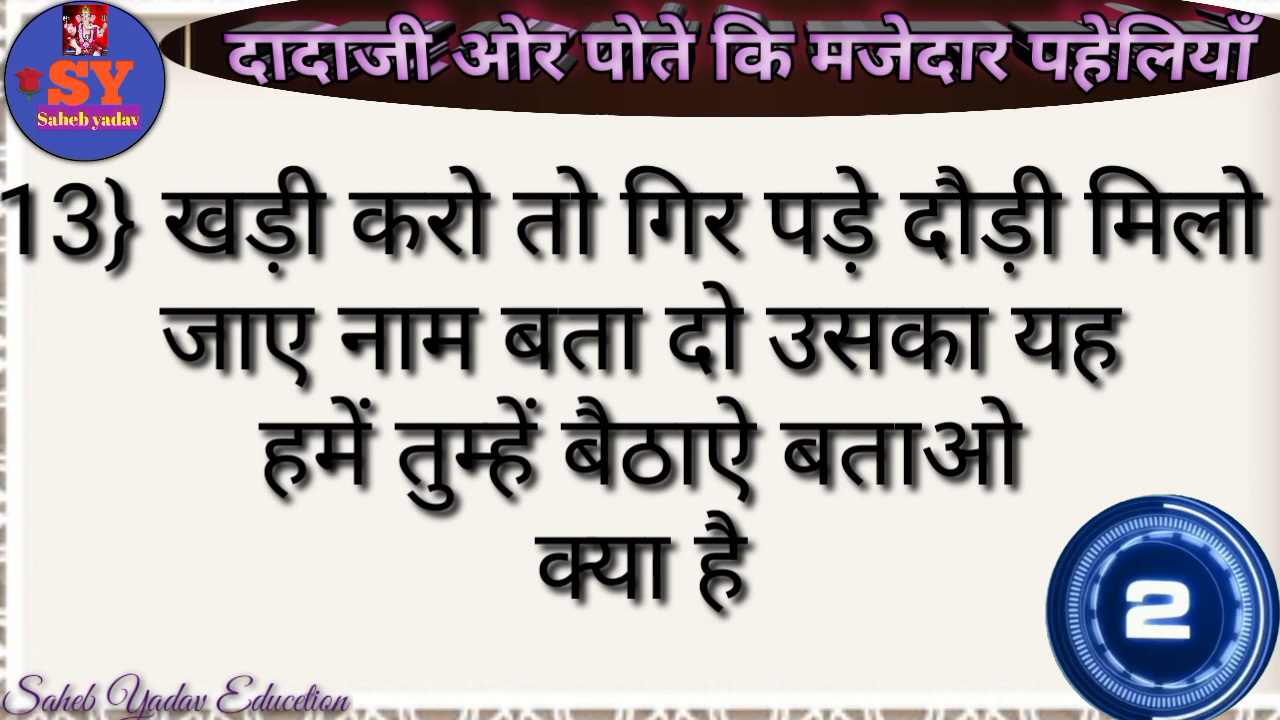 दादाजी ओर पोते कि मजेदार पहेलियाँ
SY
Saheb yadav
13} खड़ी करो तो गिर पड़े दौड़ी मिलो
जाए नाम बता दो उसका यह
हमें तुम्हें बैठाऐ बताओ
क्या है
2
Saheb Yadav Educetion